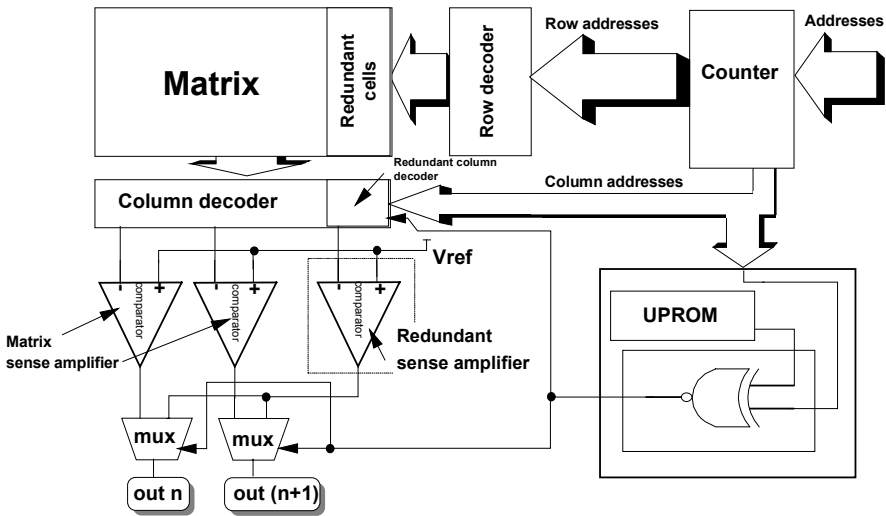 Matrix
Redundant
cells
Row decoder
Row addresses
Counter
Addresses
Redundant column
decoder
Column decoder
Column addresses
Vref
- +
- +
- +
comparator
comparator
comparator
Matrix
sense amplifier
Redundant
sense amplifier
UPROM
mux
mux
out n
out (n+1)